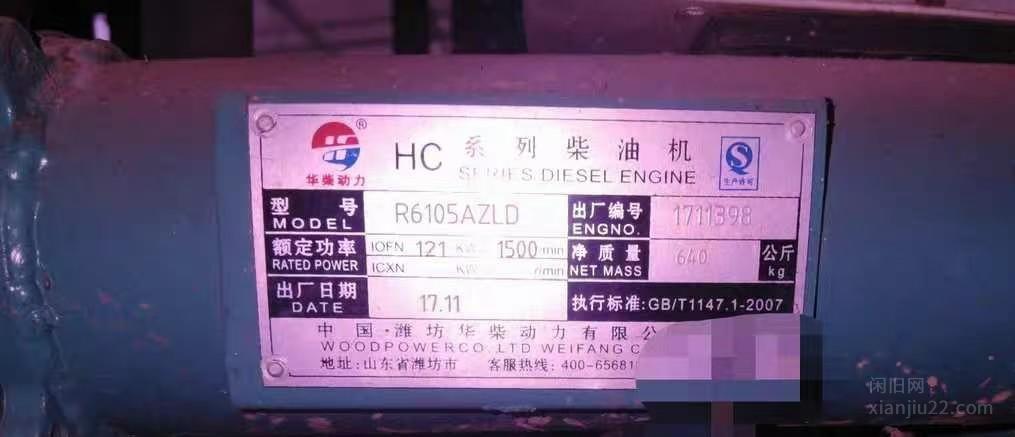 ®
华柴动力
HC 系列柴油机
SERIES DIESEL ENGINE
生产许可
型号 R6105AZLD 出厂编号 1711398
MODEL ENGNO.
额定功率 IOFN 121 KW 1500 r/min 净质量 640 公斤
RATED POWER ICXN KW r/min NET MASS kg
出厂日期 17.11 执行标准:GB/T1147.1-2007
DATE
中国·潍坊华柴动力有限
WOODPOWERCO.LTD WEIFANG
地址:山东省潍坊市 客服热线:400-65681
闲旧网
xianjiu22.com